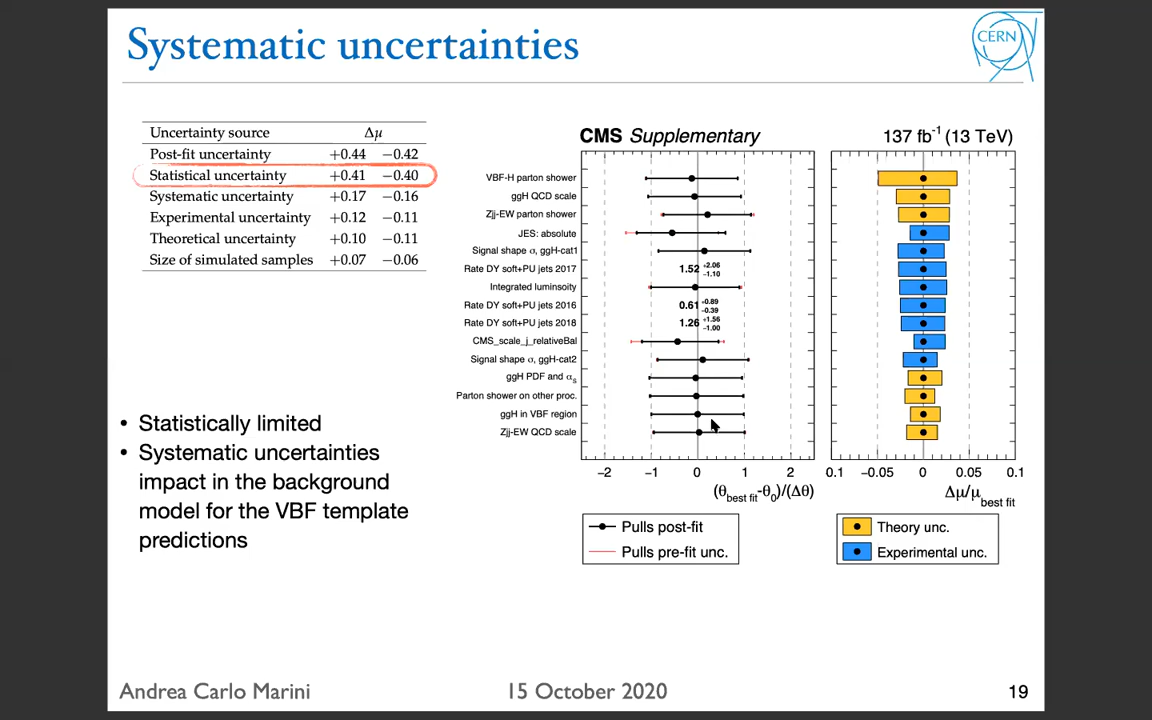 Systematic uncertainties
CERN
Uncertainty source Δμ
Post-fit uncertainty +0.44 −0.42
Statistical uncertainty +0.41 −0.40
Systematic uncertainty +0.17 −0.16
Experimental uncertainty +0.12 −0.11
Theoretical uncertainty +0.10 −0.11
Size of simulated samples +0.07 −0.06
• Statistically limited
• Systematic uncertainties
impact in the background
model for the VBF template
predictions
CMS Supplementary 137 fb⁻¹ (13 TeV)
VBF-H parton shower
ggH QCD scale
Zjj-EW parton shower
JES: absolute
Signal shape σ, ggH-cat1
Rate DY soft+PU jets 2017 1.52 +2.06 −1.10
Integrated luminsoity
Rate DY soft+PU jets 2016 0.61 +0.89 −0.39
Rate DY soft+PU jets 2018 1.26 +1.56 −1.00
CMS_scale_j_relativeBal
Signal shape σ, ggH-cat2
ggH PDF and αs
Parton shower on other proc.
ggH in VBF region
Zjj-EW QCD scale
−2 −1 0 1 2 0.1 −0.05 0 0.05 0.1
(θbest fit-θ0)/(Δθ) Δμ/μbest fit
Pulls post-fit
Pulls pre-fit unc.
Theory unc.
Experimental unc.
Andrea Carlo Marini 15 October 2020 19